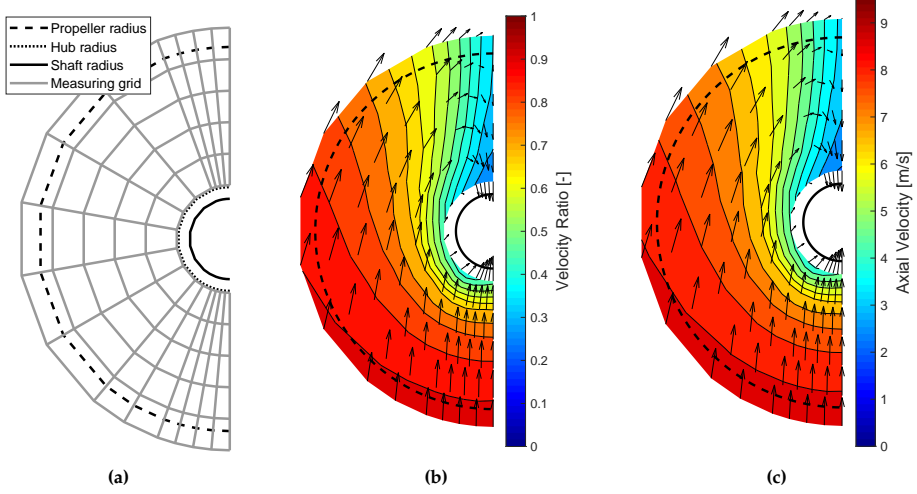 Propeller radius
Hub radius
Shaft radius
Measuring grid
(a)
1
0.9
0.8
0.7
0.6
0.5
0.4
0.3
0.2
0.1
0
Velocity Ratio [-]
(b)
9
8
7
6
5
4
3
2
1
0
Axial Velocity [m/s]
(c)